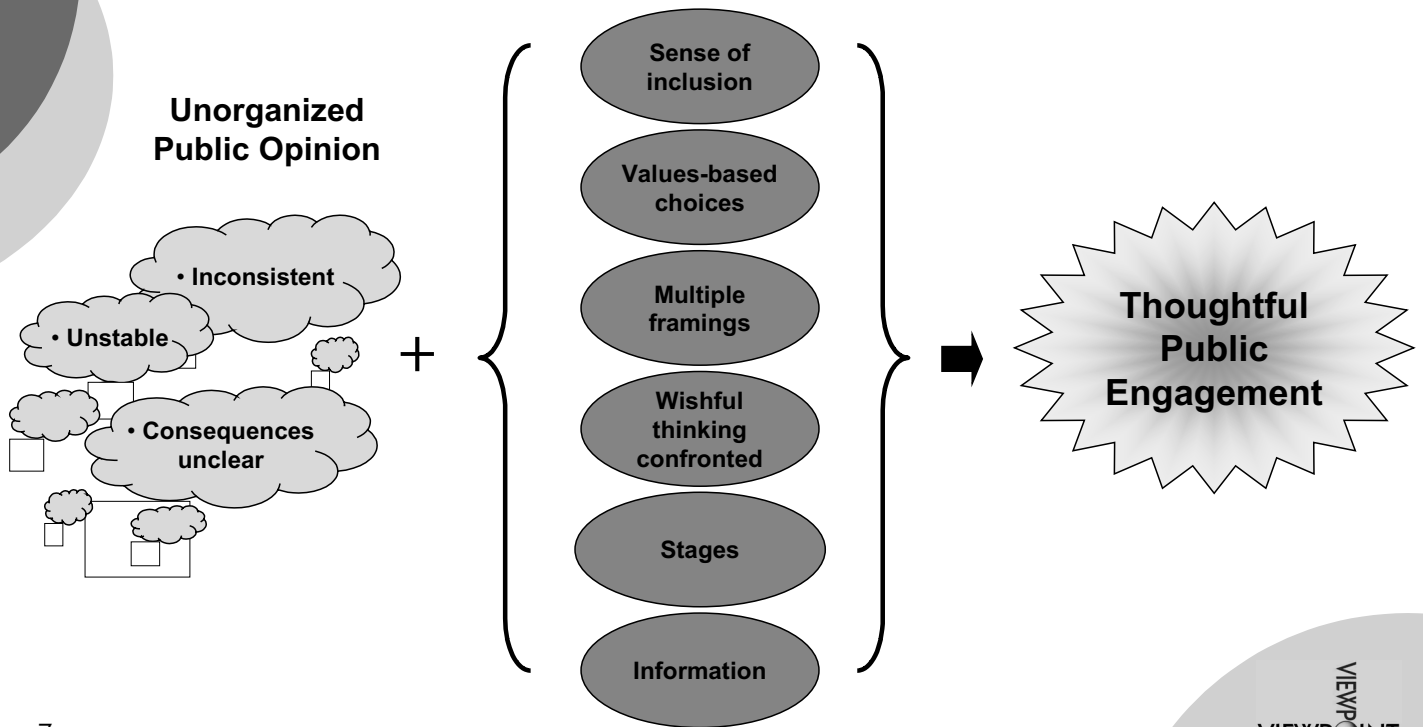 Unorganized
Public Opinion
• Inconsistent
• Unstable
• Consequences
unclear
+
Sense of
inclusion
Values-based
choices
Multiple
framings
Wishful
thinking
confronted
Stages
Information
Thoughtful
Public
Engagement